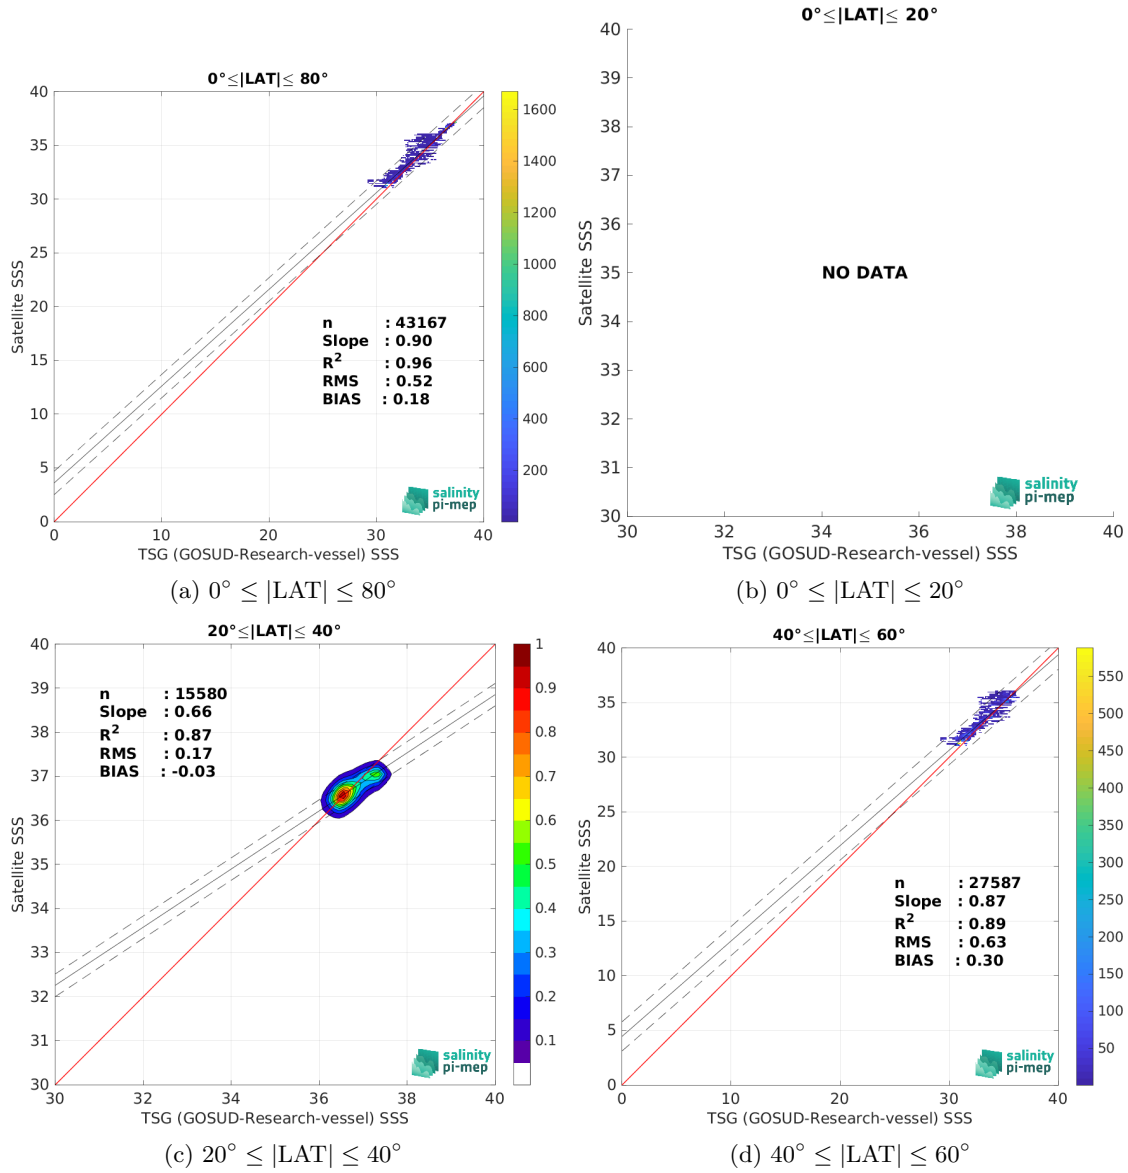 0°≤|LAT|≤ 80°
40
35
30
25
20
15
10
5
0
Satellite SSS
n : 43167
Slope : 0.90
R2 : 0.96
RMS : 0.52
BIAS : 0.18
salinity
pi-mep
0 10 20 30 40
TSG (GOSUD-Research-vessel) SSS
1600
1400
1200
1000
800
600
400
200
(a) 0° ≤ |LAT| ≤ 80°
0°≤|LAT|≤ 20°
40
39
38
37
36
35
34
33
32
31
30
Satellite SSS
NO DATA
salinity
pi-mep
30 32 34 36 38 40
TSG (GOSUD-Research-vessel) SSS
(b) 0° ≤ |LAT| ≤ 20°
20°≤|LAT|≤ 40°
40
39
38
37
36
35
34
33
32
31
30
Satellite SSS
n : 15580
Slope : 0.66
R2 : 0.87
RMS : 0.17
BIAS : -0.03
salinity
pi-mep
30 32 34 36 38 40
TSG (GOSUD-Research-vessel) SSS
1
0.9
0.8
0.7
0.6
0.5
0.4
0.3
0.2
0.1
(c) 20° ≤ |LAT| ≤ 40°
40°≤|LAT|≤ 60°
40
35
30
25
20
15
10
5
0
Satellite SSS
n : 27587
Slope : 0.87
R2 : 0.89
RMS : 0.63
BIAS : 0.30
salinity
pi-mep
0 10 20 30 40
TSG (GOSUD-Research-vessel) SSS
550
500
450
400
350
300
250
200
150
100
50
(d) 40° ≤ |LAT| ≤ 60°